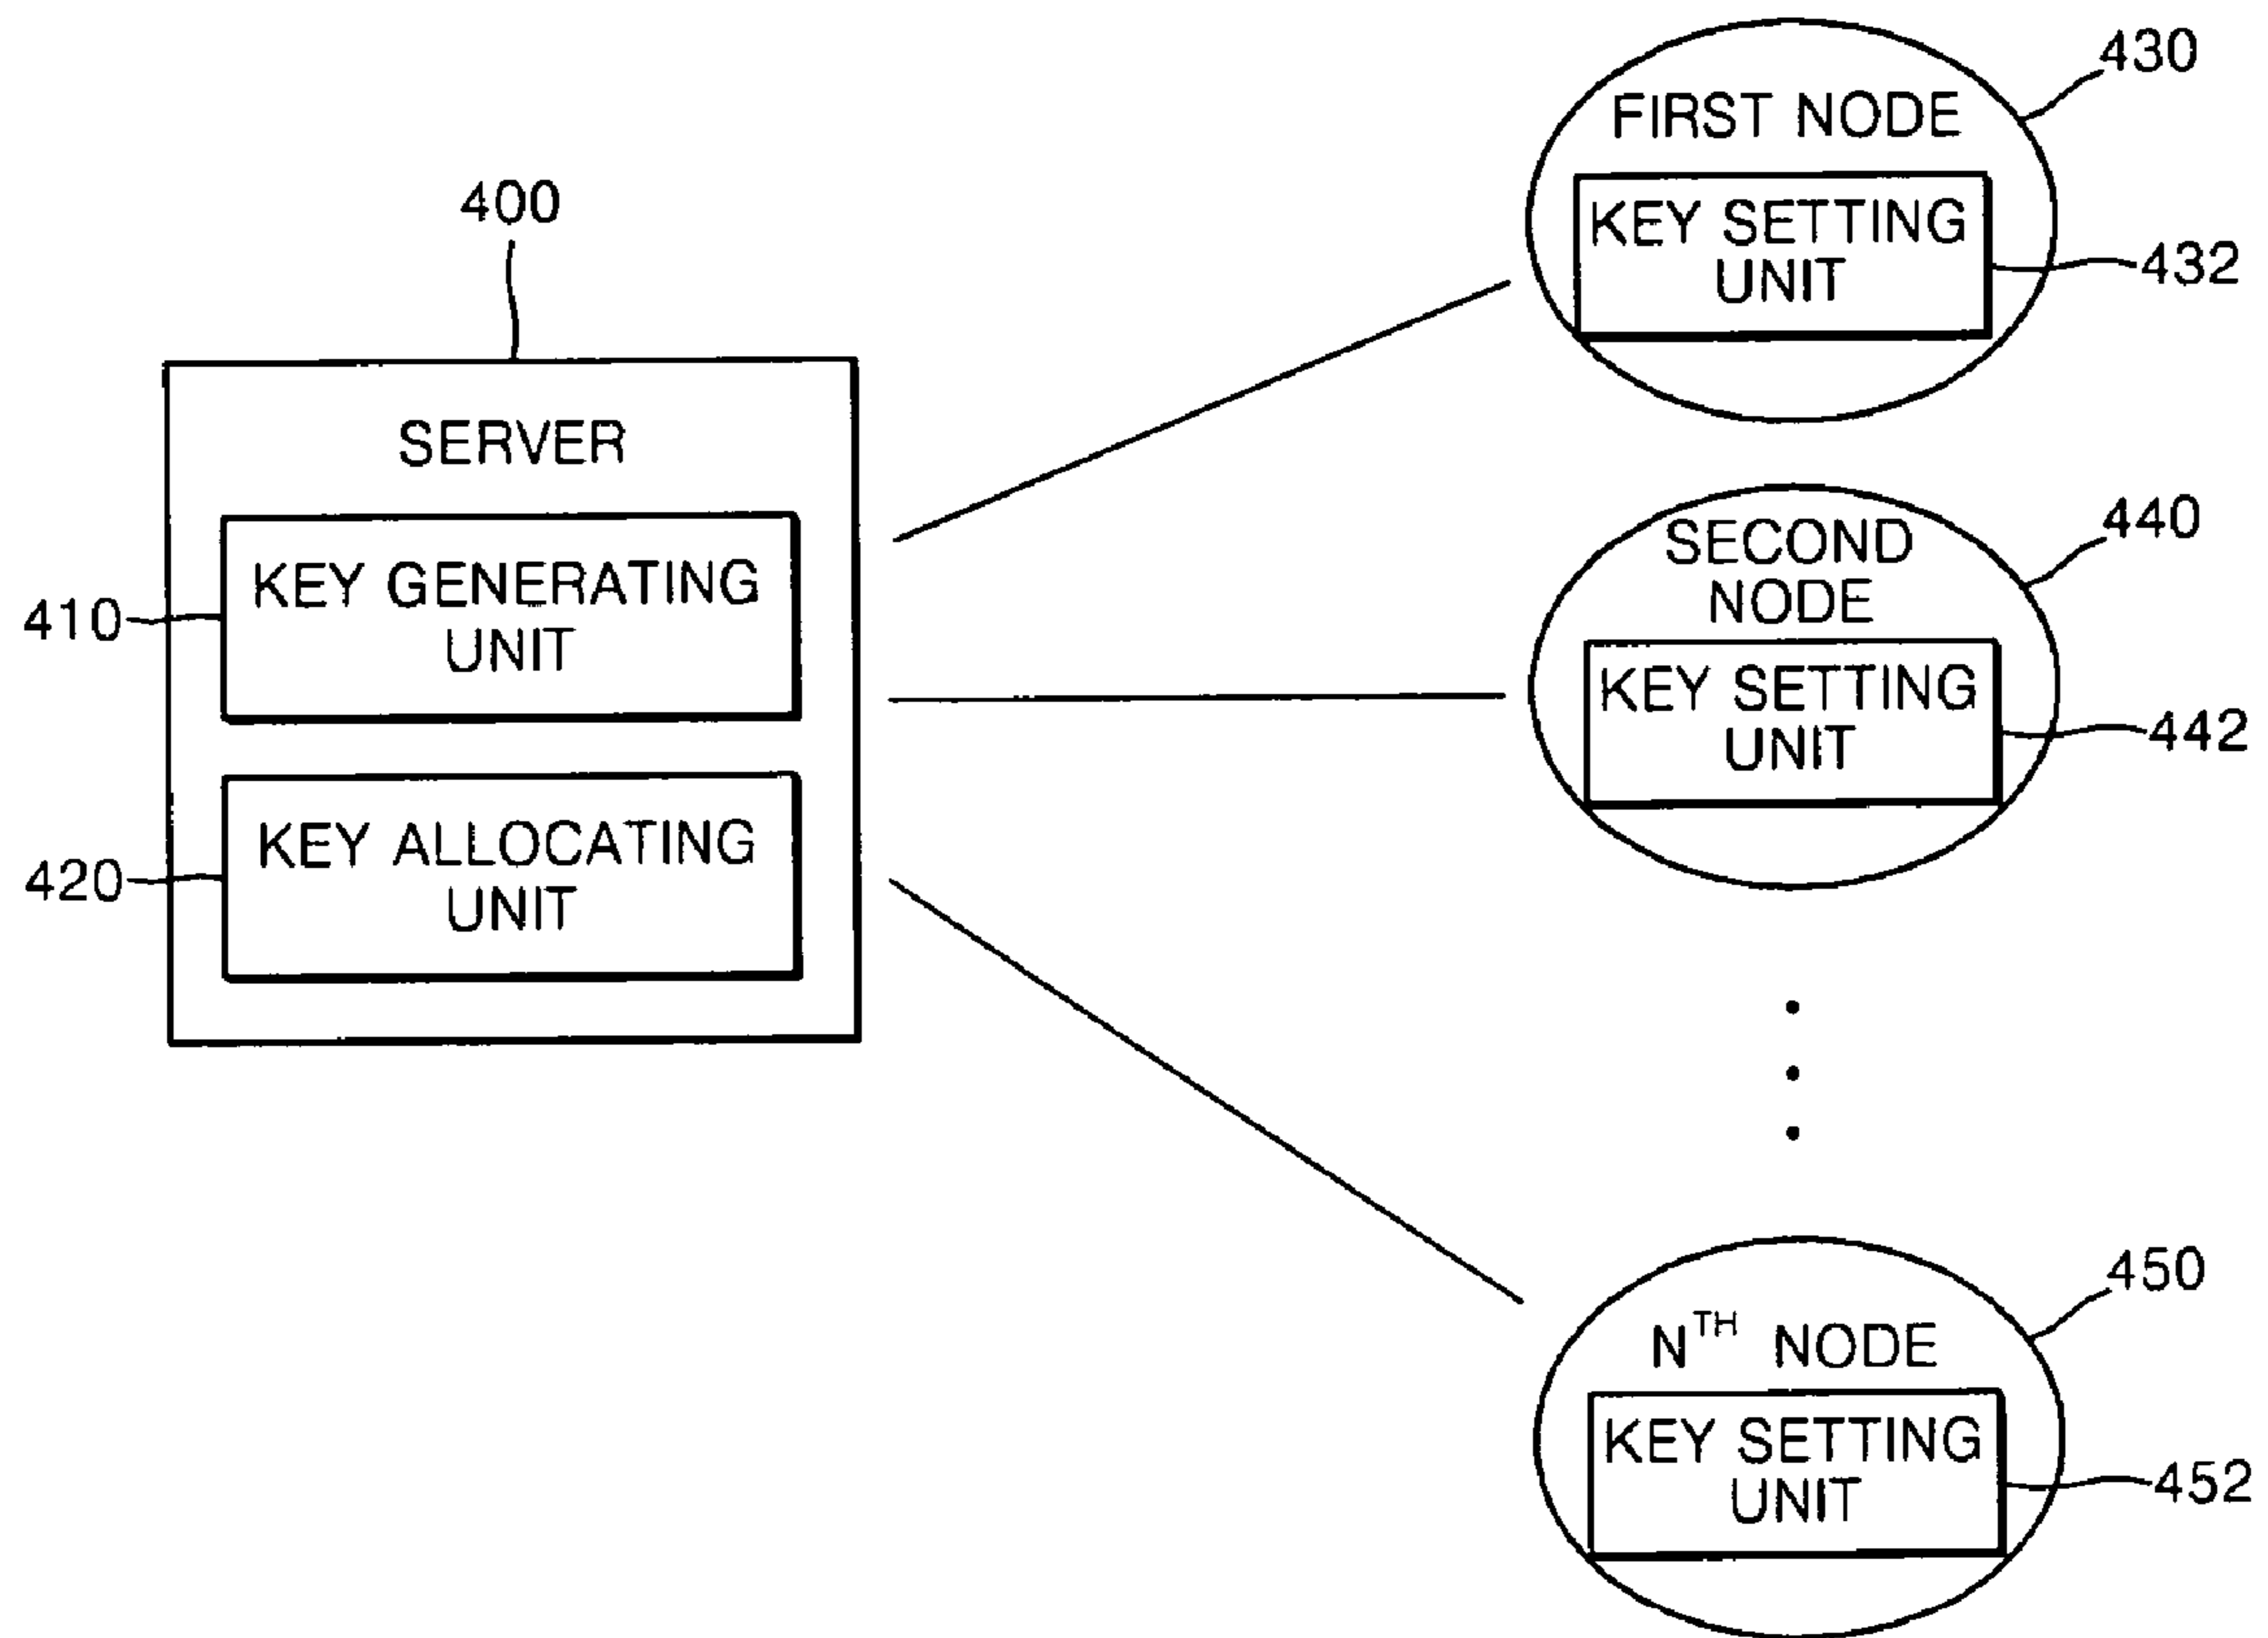 400
SERVER
410
KEY GENERATING
UNIT
420
KEY ALLOCATING
UNIT
430
FIRST NODE
KEY SETTING
UNIT
432
440
SECOND
NODE
KEY SETTING
UNIT
442
450
NTH NODE
KEY SETTING
UNIT
452